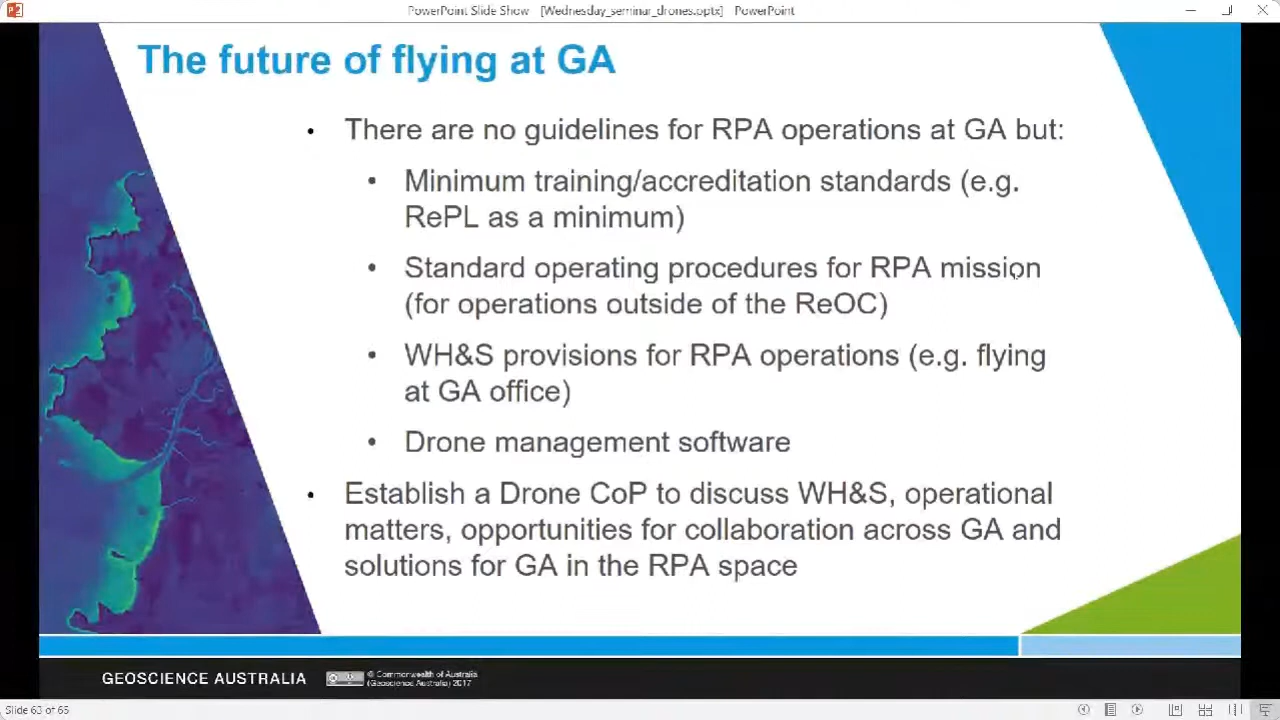 PowerPoint Slide Show - [Wednesday_seminar_drones.pptx] - PowerPoint
The future of flying at GA
• There are no guidelines for RPA operations at GA but:
• Minimum training/accreditation standards (e.g.
RePL as a minimum)
• Standard operating procedures for RPA mission
(for operations outside of the ReOC)
• WH&S provisions for RPA operations (e.g. flying
at GA office)
• Drone management software
• Establish a Drone CoP to discuss WH&S, operational
matters, opportunities for collaboration across GA and
solutions for GA in the RPA space
GEOSCIENCE AUSTRALIA
© Commonwealth of Australia
(Geoscience Australia) 2017
Slide 63 of 65